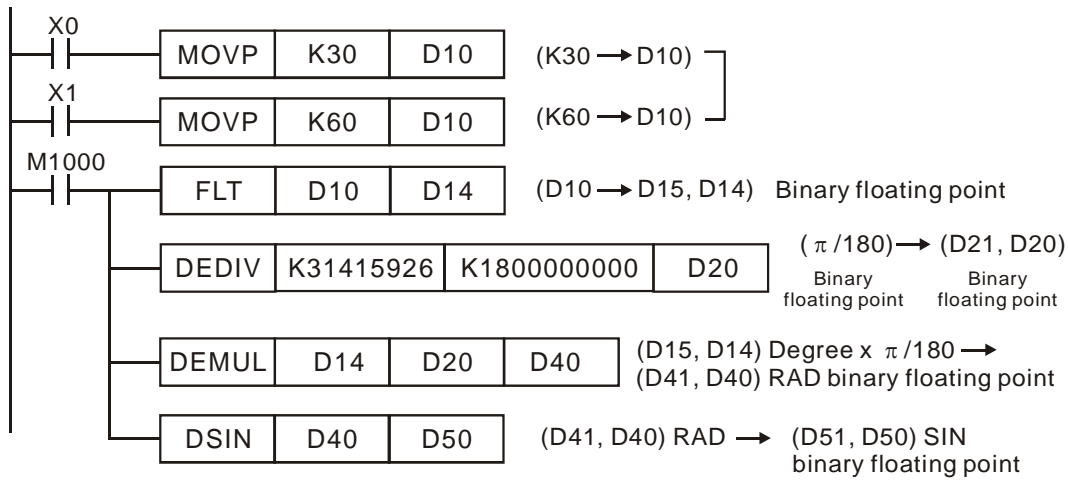 X0
MOVP K30 D10 (K30 → D10)
X1
MOVP K60 D10 (K60 → D10)
M1000
FLT D10 D14 (D10 → D15, D14) Binary floating point
DEDIV K31415926 K1800000000 D20 ( π /180) → (D21, D20)
Binary Binary
floating point floating point
DEMUL D14 D20 D40 (D15, D14) Degree x π /180 →
(D41, D40) RAD binary floating point
DSIN D40 D50 (D41, D40) RAD → (D51, D50) SIN
binary floating point